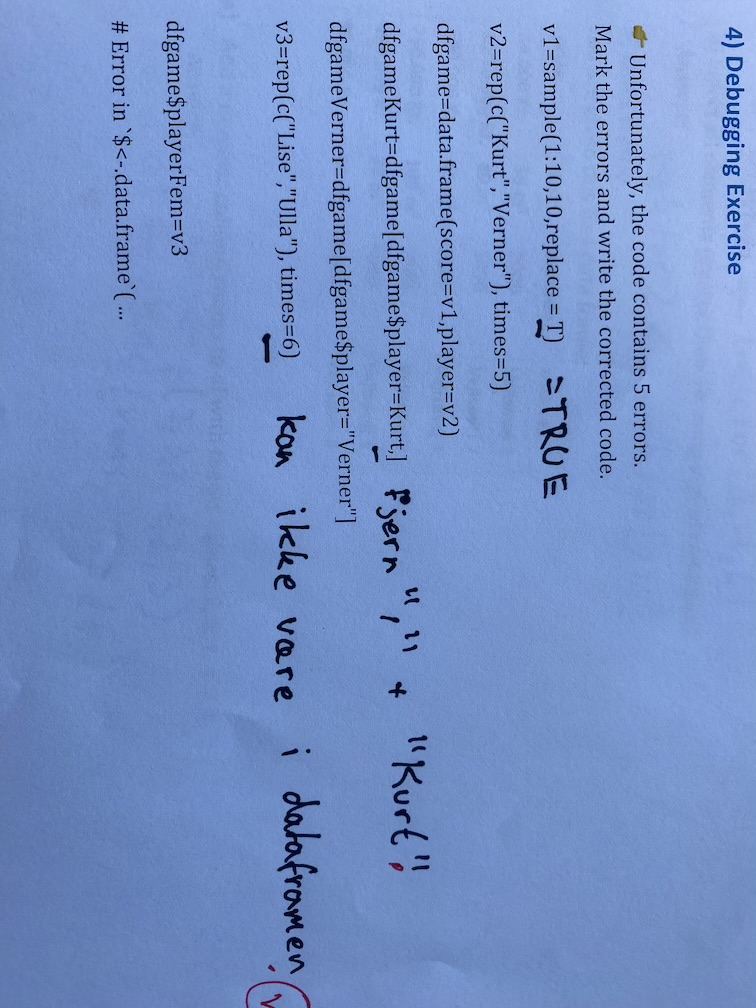 4) Debugging Exercise
Unfortunately, the code contains 5 errors.
Mark the errors and write the corrected code.
v1=sample(1:10,10,replace = T) =TRUE
v2=rep(c("Kurt","Verner"), times=5)
dfgame=data.frame(score=v1,player=v2)
dfgameKurt=dfgame[dfgame$player=Kurt,] Fjern "," + "Kurt",
dfgameVerner=dfgame[dfgame$player="Verner"]
v3=rep(c("Lise","Ulla"), times=6) kan ikke være i dataframen.
dfgame$playerFem=v3
# Error in `$<-.data.frame`( ...